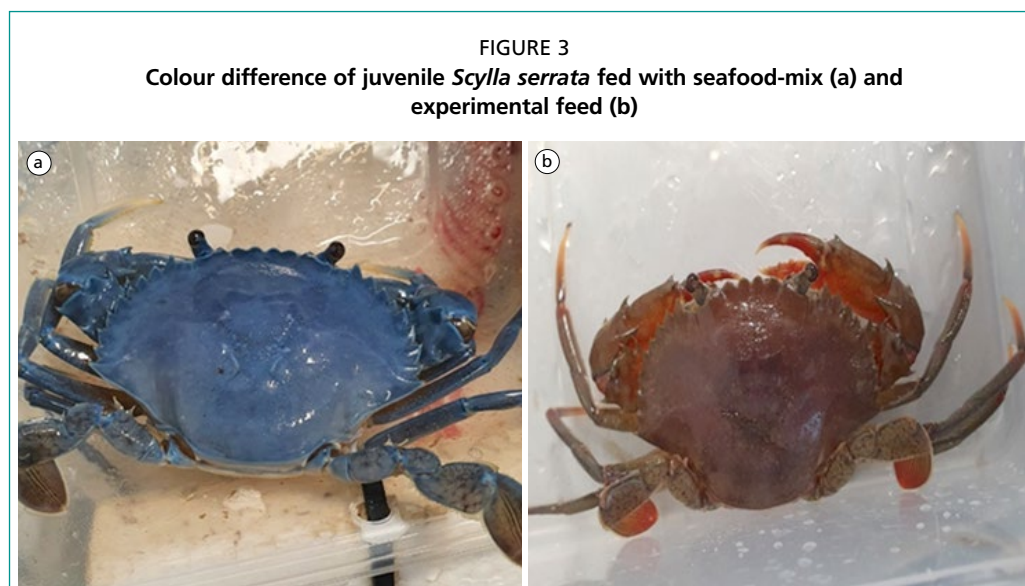 FIGURE 3
Colour difference of juvenile Scylla serrata fed with seafood-mix (a) and
experimental feed (b)
a
b